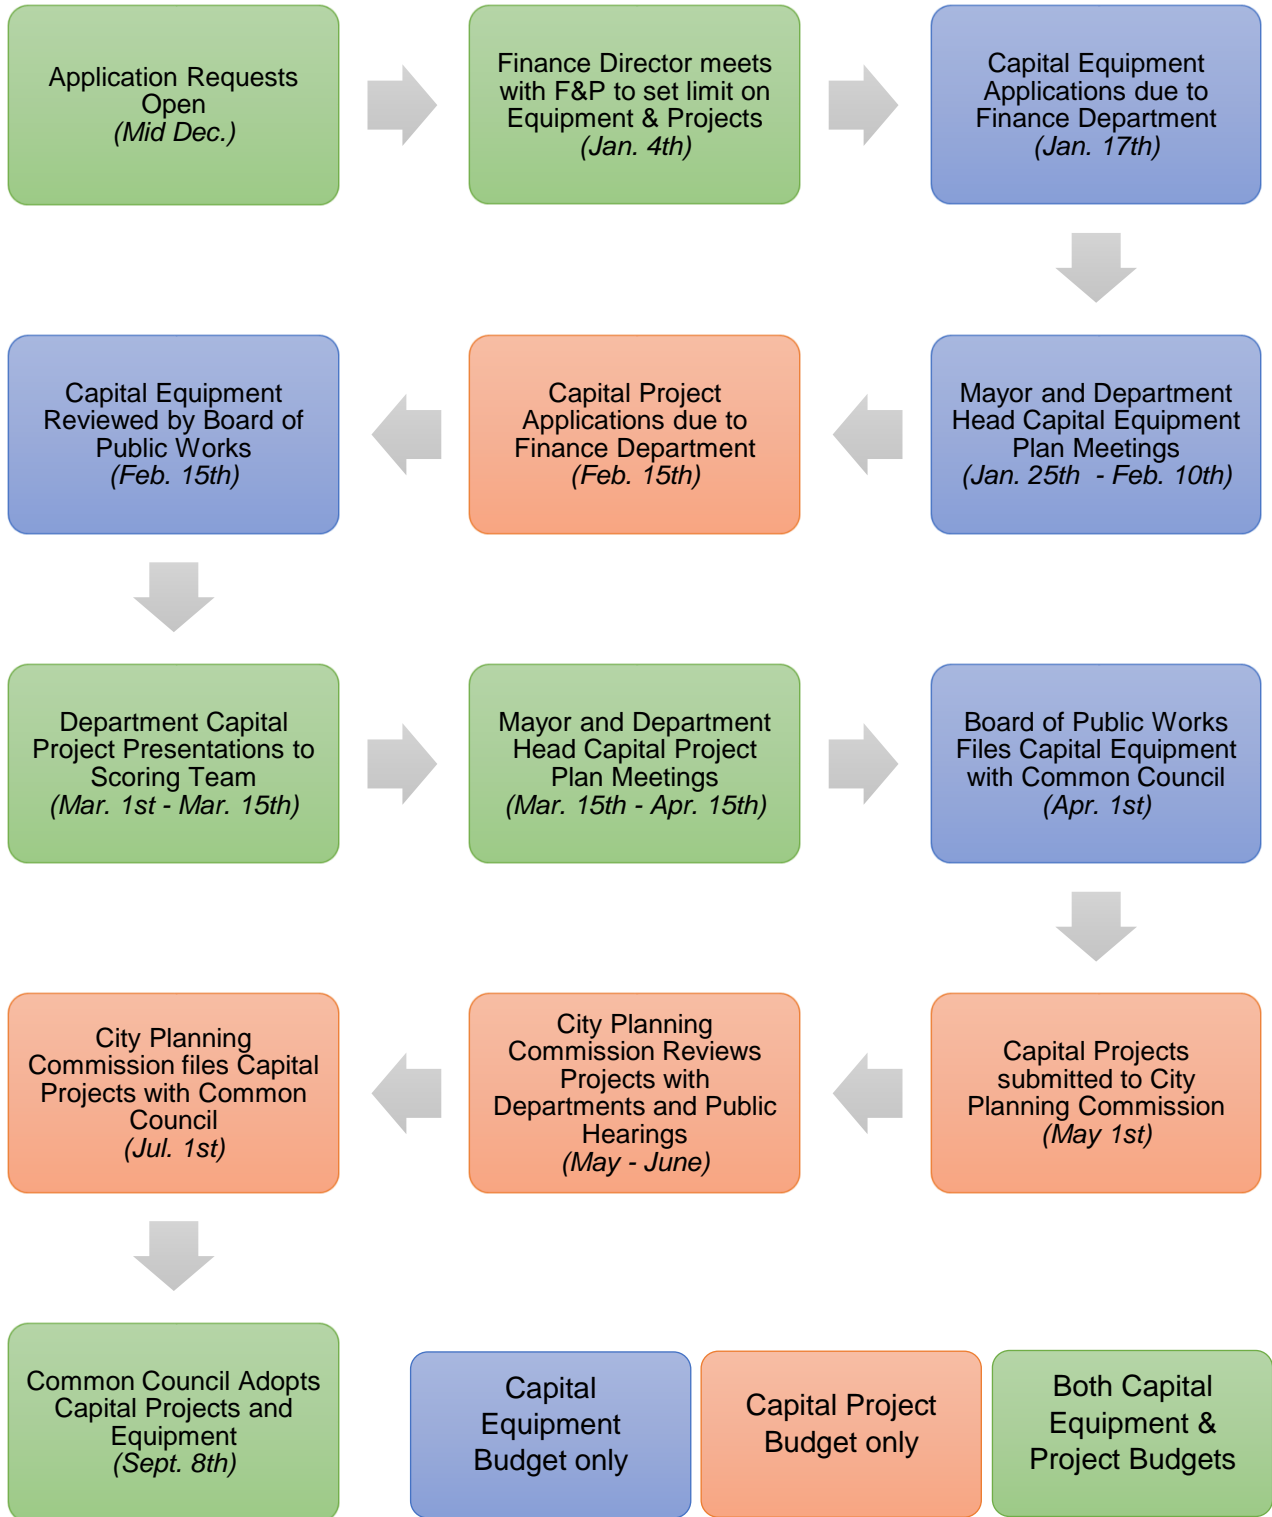 Application Requests
Open
(Mid Dec.)
Finance Director meets
with F&P to set limit on
Equipment & Projects
(Jan. 4th)
Capital Equipment
Applications due to
Finance Department
(Jan. 17th)
Mayor and Department
Head Capital Equipment
Plan Meetings
(Jan. 25th - Feb. 10th)
Capital Project
Applications due to
Finance Department
(Feb. 15th)
Capital Equipment
Reviewed by Board of
Public Works
(Feb. 15th)
Department Capital
Project Presentations to
Scoring Team
(Mar. 1st - Mar. 15th)
Mayor and Department
Head Capital Project
Plan Meetings
(Mar. 15th - Apr. 15th)
Board of Public Works
Files Capital Equipment
with Common Council
(Apr. 1st)
Capital Projects
submitted to City
Planning Commission
(May 1st)
City Planning
Commission Reviews
Projects with
Departments and Public
Hearings
(May - June)
City Planning
Commission files Capital
Projects with Common
Council
(Jul. 1st)
Common Council Adopts
Capital Projects and
Equipment
(Sept. 8th)
Capital
Equipment
Budget only
Capital Project
Budget only
Both Capital
Equipment &
Project Budgets